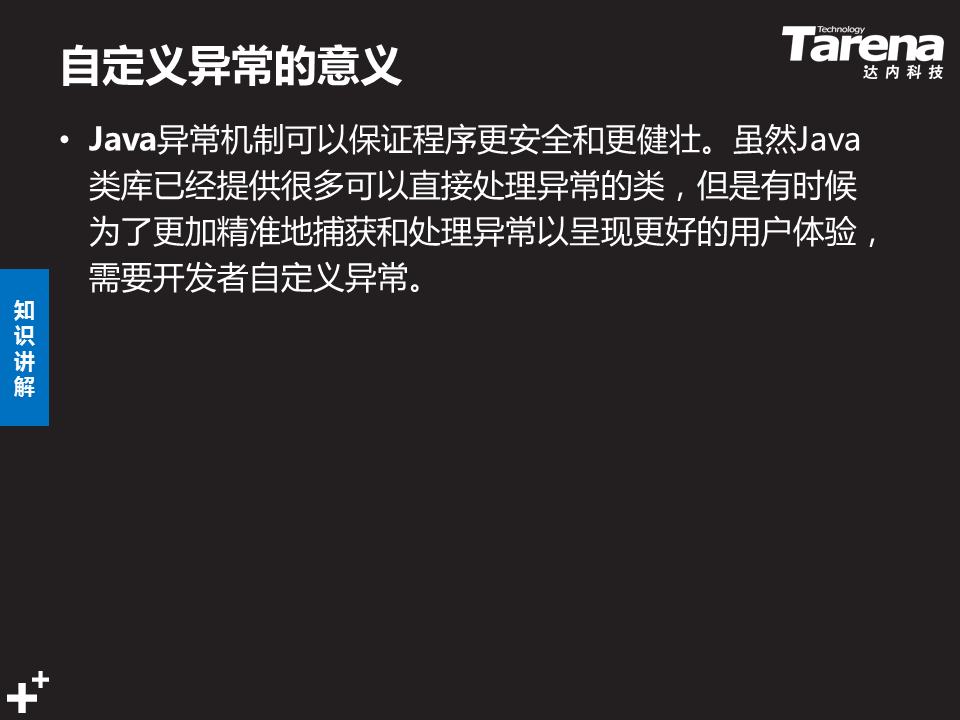 自定义异常的意义
Technology
Tarena
达内科技
• Java异常机制可以保证程序更安全和更健壮。虽然Java
类库已经提供很多可以直接处理异常的类，但是有时候
为了更加精准地捕获和处理异常以呈现更好的用户体验，
需要开发者自定义异常。
知
识
讲
解